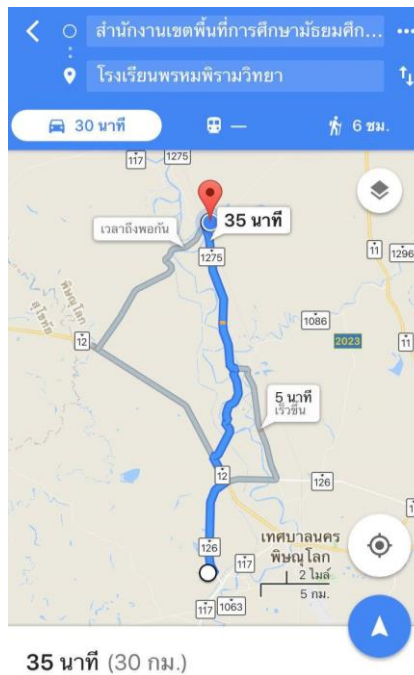 สำนักงานเขตพื้นที่การศึกษามัธยมศึก...
โรงเรียนพรหมพิรามวิทยา
30 นาที
—
6 ชม.
117
1275
35 นาที
เวลาถึงพอกัน
1275
11
1296
พิษณุโลก
สุโขทัย
12
1086
2023
11
5 นาที
เร็วขึ้น
12
126
126
เทศบาลนคร
พิษณุโลก
117
2 ไมล์
5 กม.
117
1063
35 นาที (30 กม.)